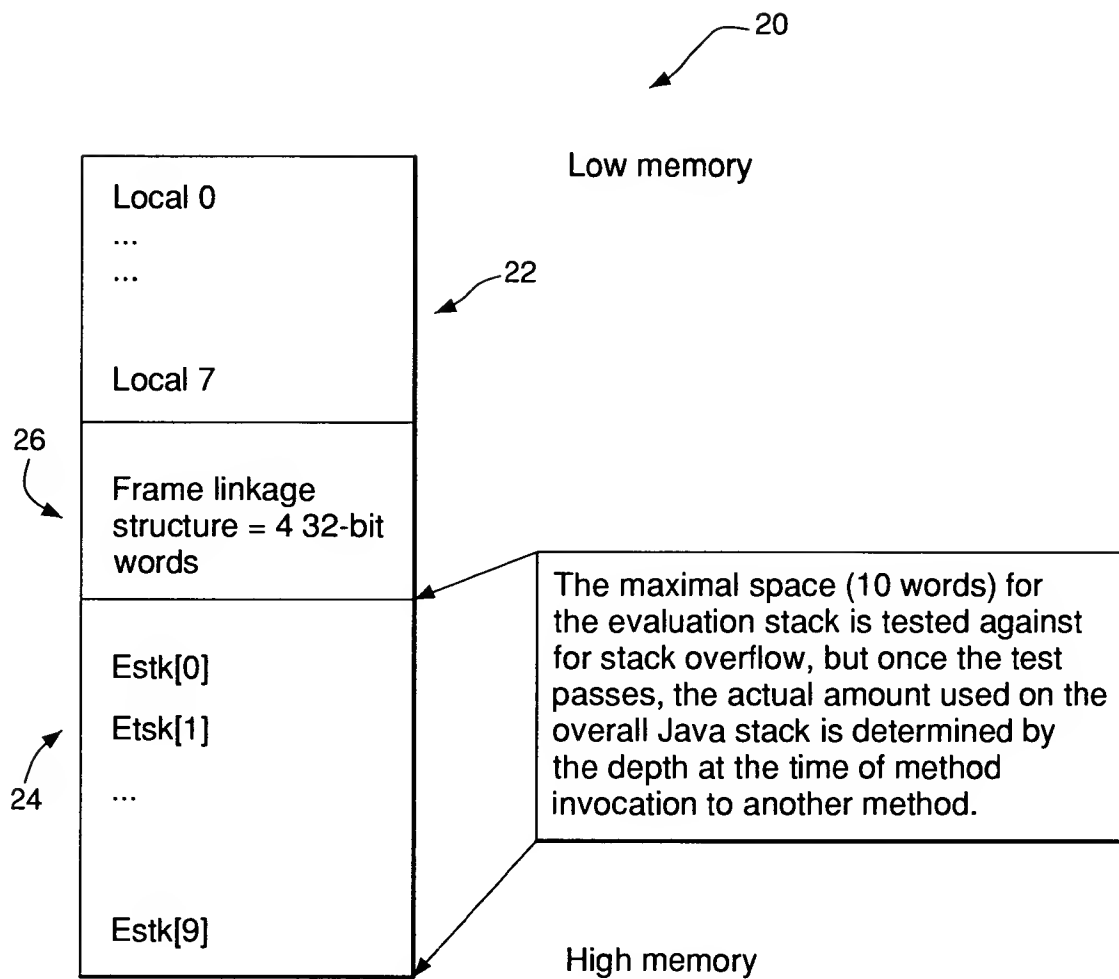 20
Low memory
Local 0
...
...
22
Local 7
26
Frame linkage
structure = 4 32-bit
words
The maximal space (10 words) for
the evaluation stack is tested against
for stack overflow, but once the test
passes, the actual amount used on the
overall Java stack is determined by
the depth at the time of method
invocation to another method.
Estk[0]
Etsk[1]
24
...
Estk[9]
High memory